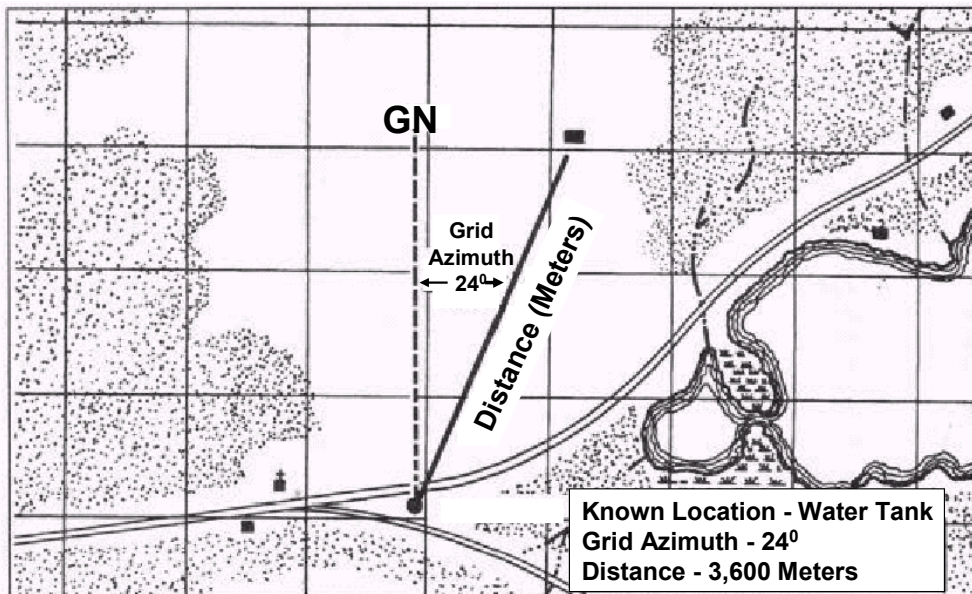 GN
Grid
Azimuth
24⁰
Distance (Meters)
Known Location - Water Tank
Grid Azimuth - 24⁰
Distance - 3,600 Meters